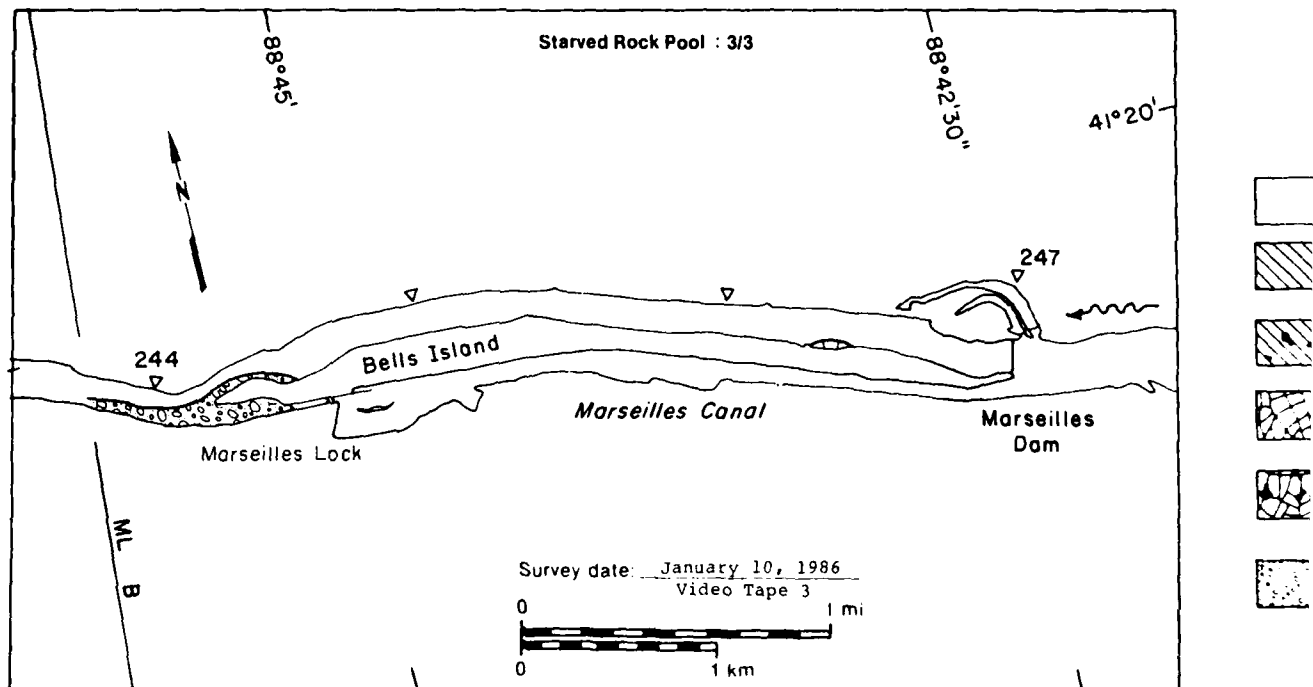 Starved Rock Pool : 3/3
88°45'
88°42'30"
41°20'
N
247
244
Bells Island
Marseilles Canal
Marseilles
Dam
Marseilles Lock
ML B
Survey date: January 10, 1986
Video Tape 3
0 1 mi
0 1 km